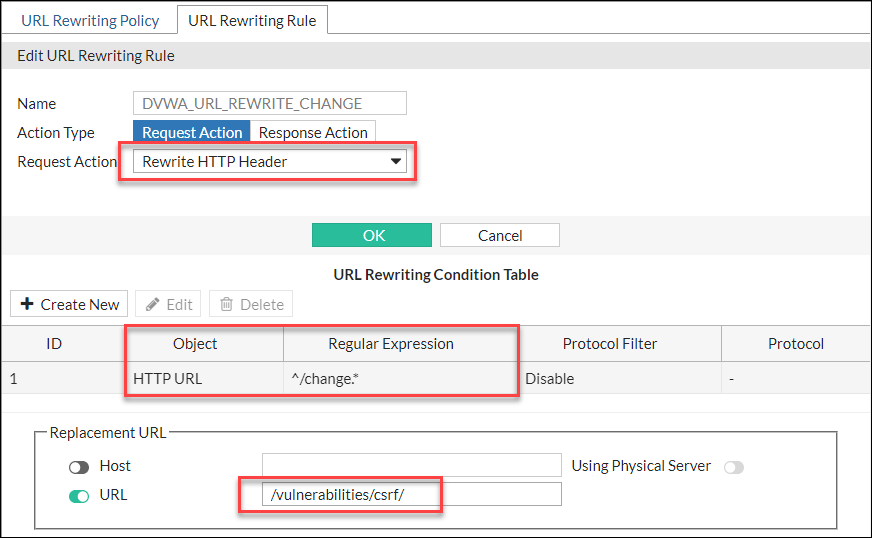 URL Rewriting Policy URL Rewriting Rule
Edit URL Rewriting Rule
Name DVWA_URL_REWRITE_CHANGE
Action Type Request Action Response Action
Request Action Rewrite HTTP Header
OK Cancel
URL Rewriting Condition Table
Create New Edit Delete
ID Object Regular Expression Protocol Filter Protocol
1 HTTP URL ^/change.* Disable -
Replacement URL
Host Using Physical Server
URL /vulnerabilities/csrf/